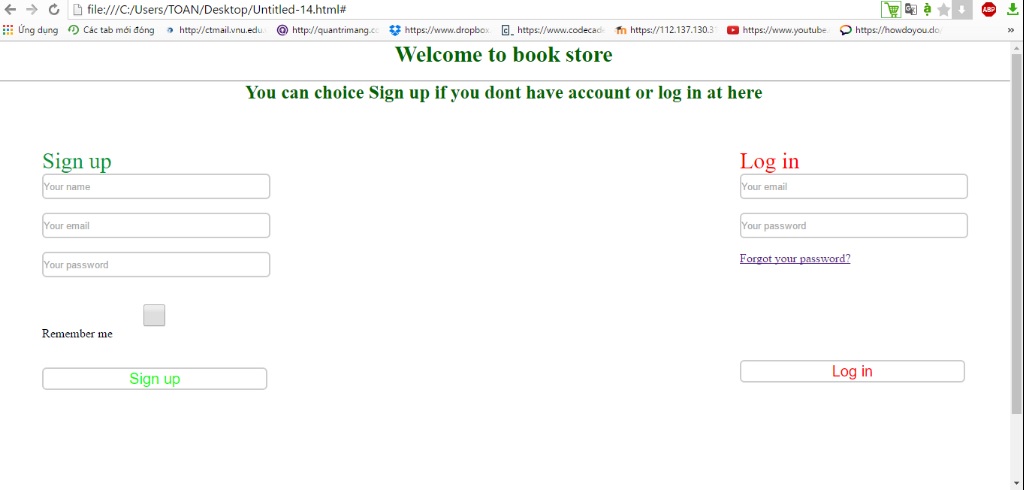 file:///C:/Users/TOAN/Desktop/Untitled-14.html#
ABP
Ứng dụng Các tab mới đóng http://ctmail.vnu.edu. http://quantrimang.co https://www.dropbox https://www.codecade https://112.137.130.3 https://www.youtube. https://howdoyou.do »
Welcome to book store
You can choice Sign up if you dont have account or log in at here
Sign up
Your name
Your email
Your password
Remember me
Sign up
Log in
Your email
Your password
Forgot your password?
Log in